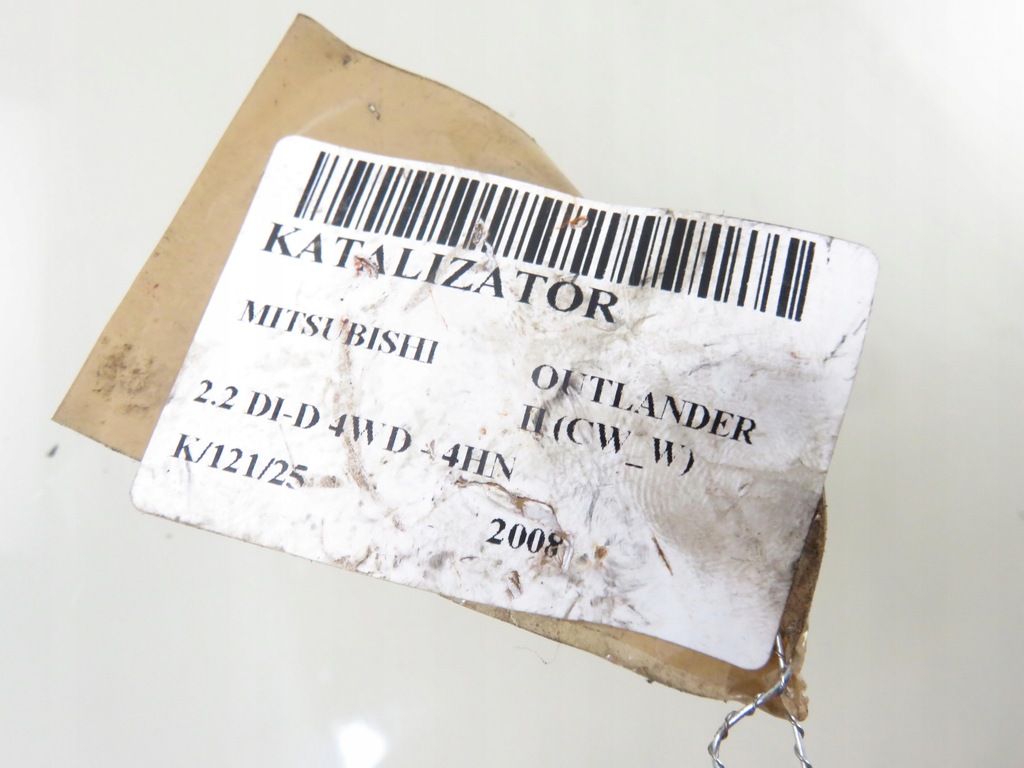 KATALIZATOR
MITSUBISHI
OUTLANDER
II (CW_W)
2.2 DI-D 4WD - 4HN
K/121/25
2008